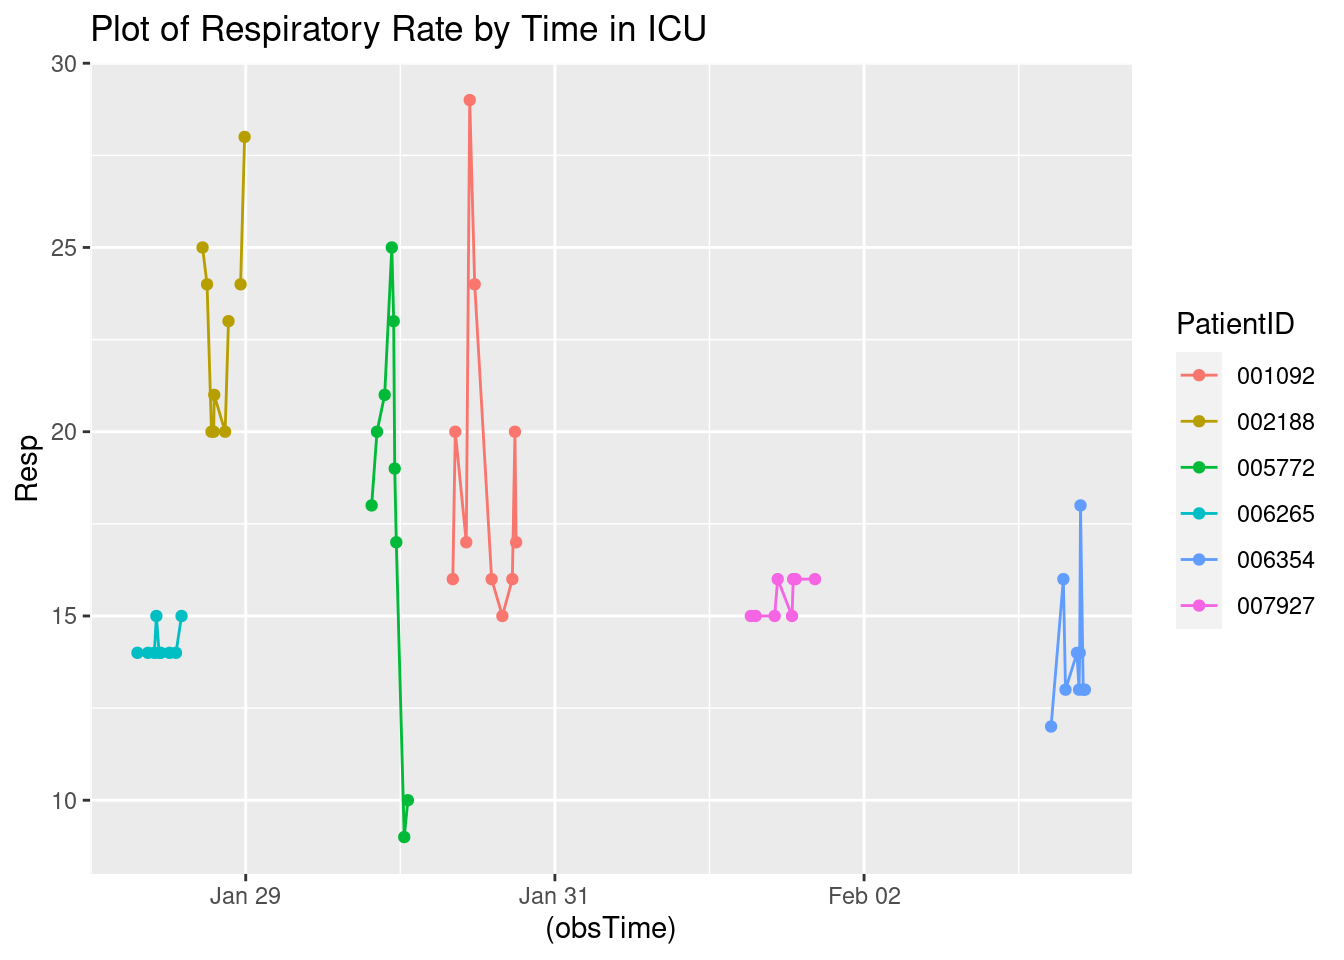 Plot of Respiratory Rate by Time in ICU
30
25
20
15
10
Resp
Jan 29
Jan 31
Feb 02
(obsTime)
PatientID
001092
002188
005772
006265
006354
007927